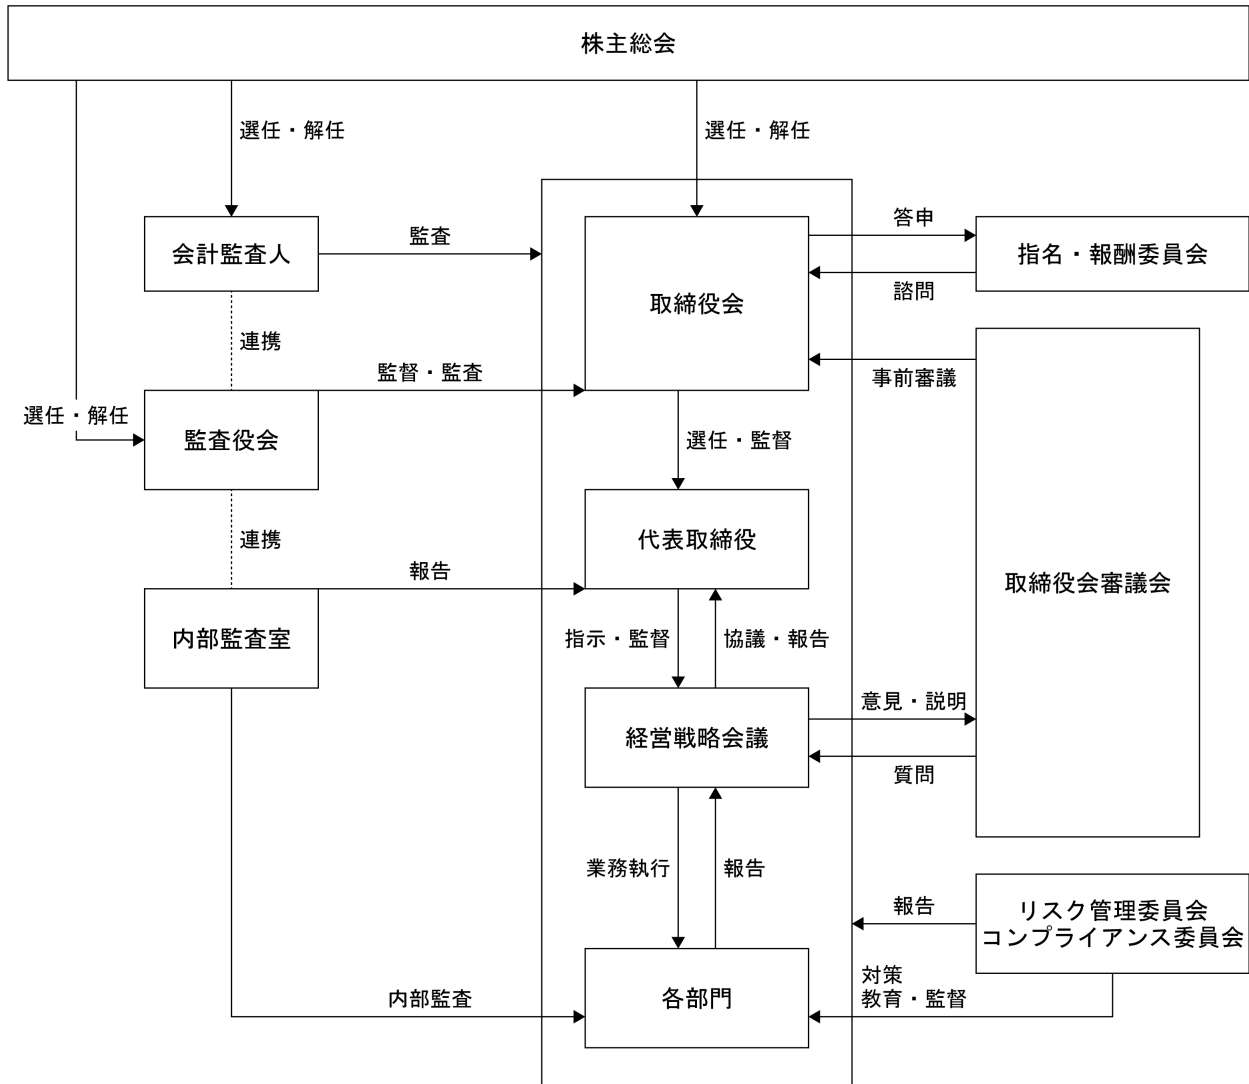 株主総会
選任・解任
選任・解任
会計監査人
監査
取締役会
答申
指名・報酬委員会
諮問
連携
監督・監査
事前審議
選任・解任
監査役会
選任・監督
連携
代表取締役
報告
取締役会審議会
内部監査室
指示・監督
協議・報告
経営戦略会議
意見・説明
質問
業務執行
報告
報告
リスク管理委員会
コンプライアンス委員会
内部監査
各部門
対策
教育・監督